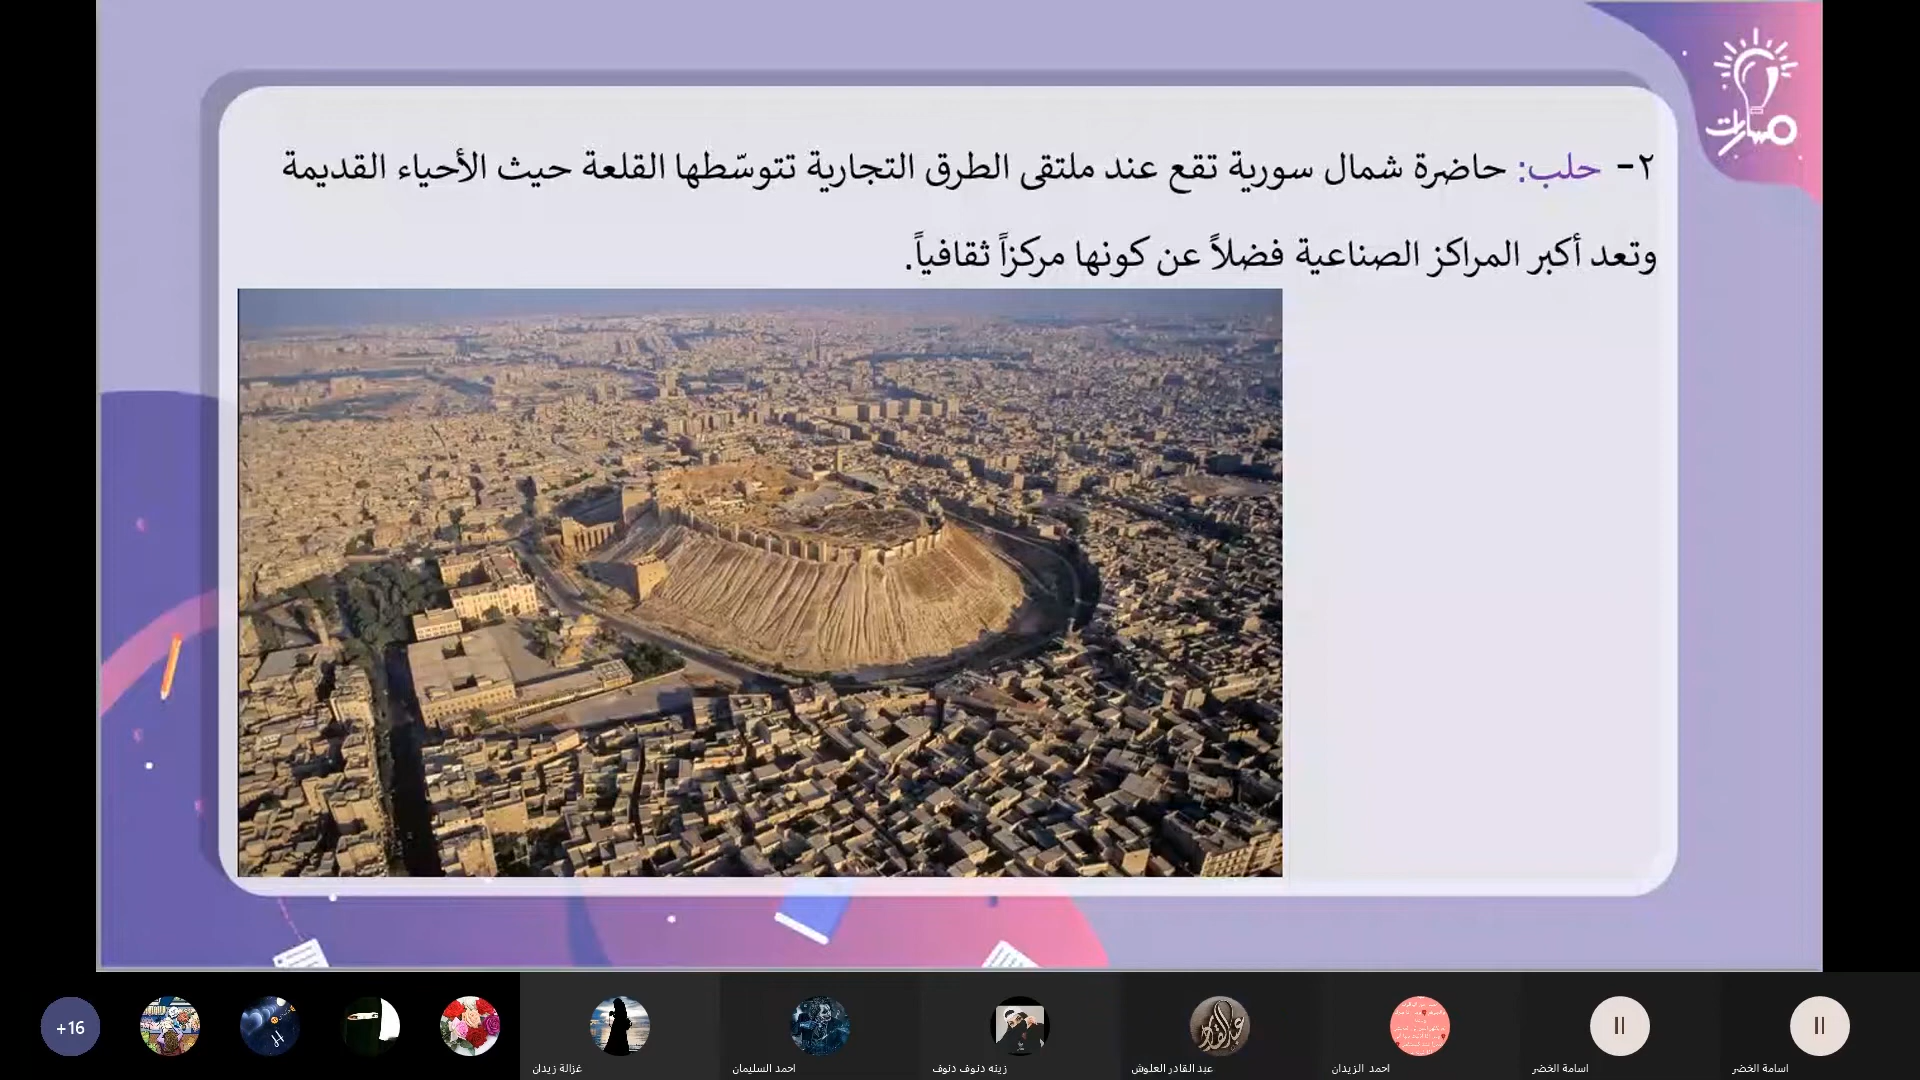 مسارات
٢- حلب: حاضرة شمال سورية تقع عند ملتقى الطرق التجارية تتوسّطها القلعة حيث الأحياء القديمة
وتعد أكبر المراكز الصناعية فضلاً عن كونها مركزاً ثقافياً.
+16
غزالة زيدان
احمد السليمان
زينه دنوف دنوف
عبد القادر العلوش
احمد الزيدان
اسامة الخضر
اسامة الخضر